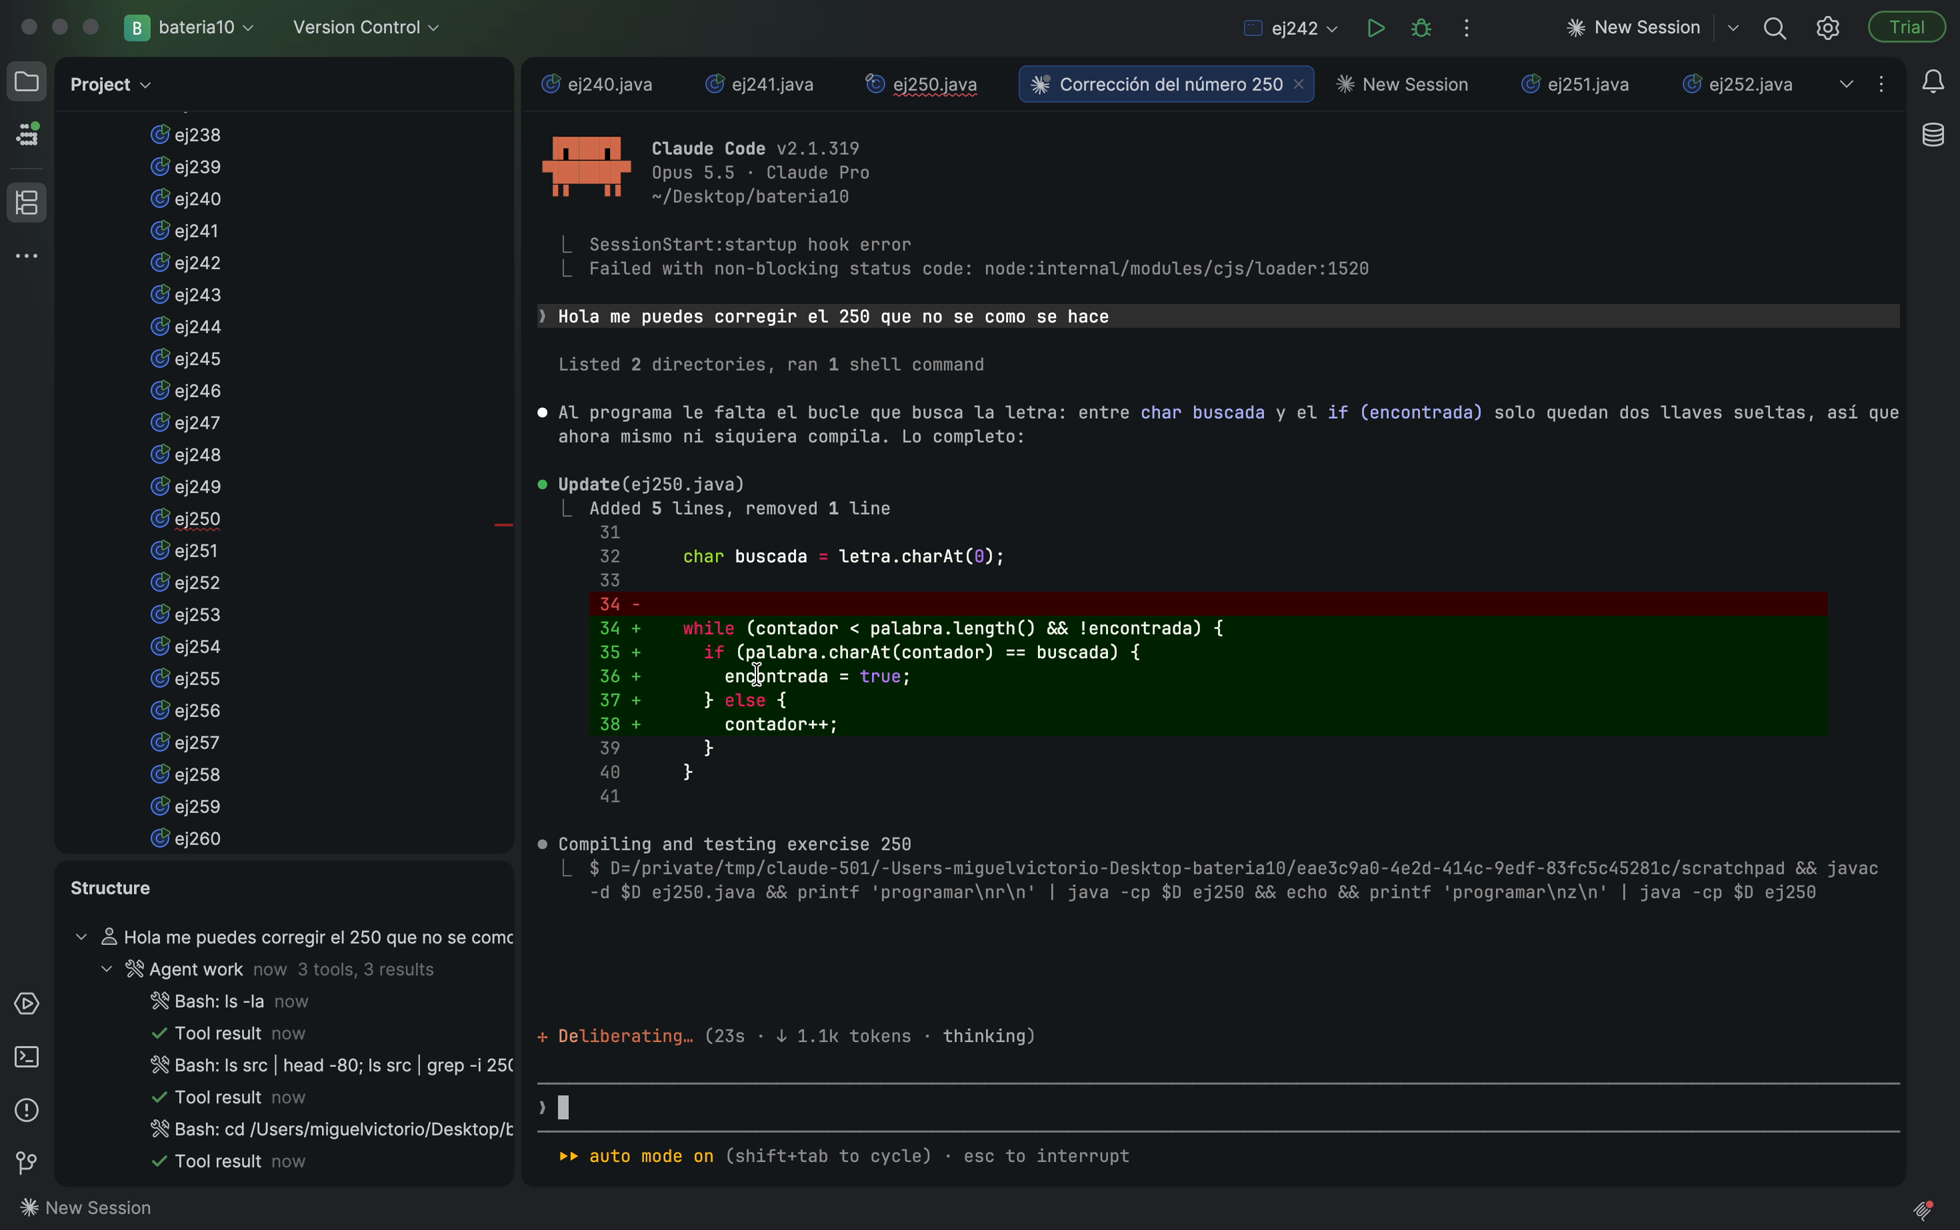 B bateria10
Version Control
ej242
New Session
Trial
Project
ej238
ej239
ej240
ej241
ej242
ej243
ej244
ej245
ej246
ej247
ej248
ej249
ej250
ej251
ej252
ej253
ej254
ej255
ej256
ej257
ej258
ej259
ej260
Structure
Hola me puedes corregir el 250 que no se como
Agent work now 3 tools, 3 results
Bash: ls -la now
Tool result now
Bash: ls src | head -80; ls src | grep -i 250
Tool result now
Bash: cd /Users/miguelvictorio/Desktop/b
Tool result now
New Session
ej240.java
ej241.java
ej250.java
Corrección del número 250 ×
New Session
ej251.java
ej252.java
Claude Code v2.1.319
Opus 5.5 · Claude Pro
~/Desktop/bateria10
⎿ SessionStart:startup hook error
⎿ Failed with non-blocking status code: node:internal/modules/cjs/loader:1520
❯ Hola me puedes corregir el 250 que no se como se hace
Listed 2 directories, ran 1 shell command
● Al programa le falta el bucle que busca la letra: entre char buscada y el if (encontrada) solo quedan dos llaves sueltas, así que
ahora mismo ni siquiera compila. Lo completo:
● Update(ej250.java)
⎿ Added 5 lines, removed 1 line
31
32 char buscada = letra.charAt(0);
33
34 -
34 + while (contador < palabra.length() && !encontrada) {
35 + if (palabra.charAt(contador) == buscada) {
36 + encontrada = true;
37 + } else {
38 + contador++;
39 }
40 }
41
● Compiling and testing exercise 250
⎿ $ D=/private/tmp/claude-501/-Users-miguelvictorio-Desktop-bateria10/eae3c9a0-4e2d-414c-9edf-83fc5c45281c/scratchpad && javac
-d $D ej250.java && printf 'programar\nr\n' | java -cp $D ej250 && echo && printf 'programar\nz\n' | java -cp $D ej250
+ Deliberating… (23s · ↓ 1.1k tokens · thinking)
❯
⏵⏵ auto mode on (shift+tab to cycle) · esc to interrupt